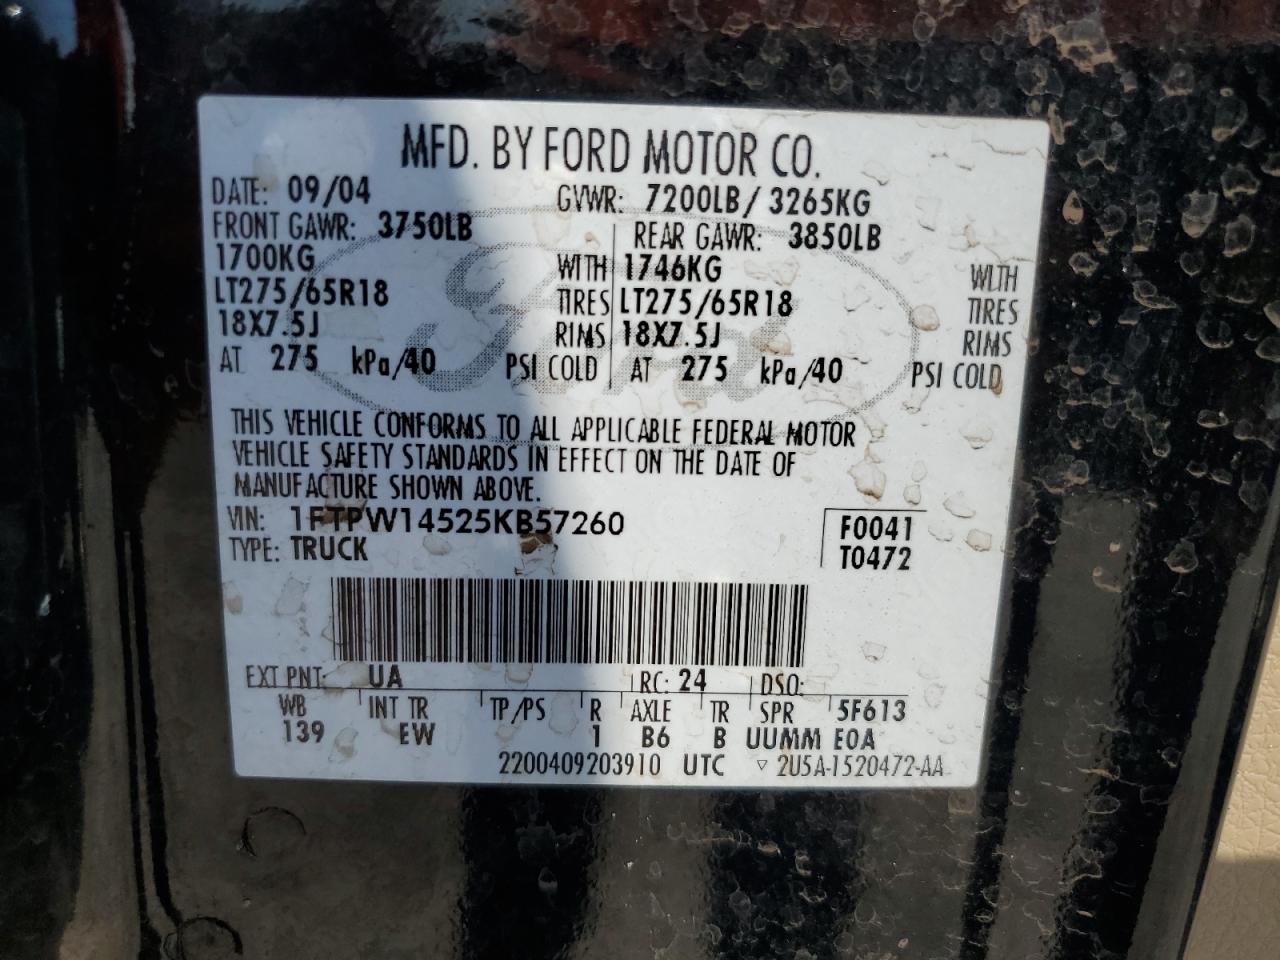 MFD. BY FORD MOTOR CO.
DATE: 09/04 GVWR: 7200LB/ 3265KG
FRONT GAWR: 3750LB REAR GAWR: 3850LB
1700KG WITH 1746KG WITH
LT275/65R18 TIRES LT275/65R18 TIRES
18X7.5J RIMS 18X7.5J RIMS
AT 275 kPa/40 PSI COLD AT 275 kPa/40 PSI COLD
Ford
THIS VEHICLE CONFORMS TO ALL APPLICABLE FEDERAL MOTOR
VEHICLE SAFETY STANDARDS IN EFFECT ON THE DATE OF
MANUFACTURE SHOWN ABOVE.
VIN: 1FTPW14525KB57260 F0041
TYPE: TRUCK T0472
EXT PNT: UA RC: 24 DSO:
WB INT TR TP/PS R AXLE TR SPR 5F613
139 EW 1 B6 B UUMM E0A
2200409203910 UTC ▽ 2U5A-1520472-AA